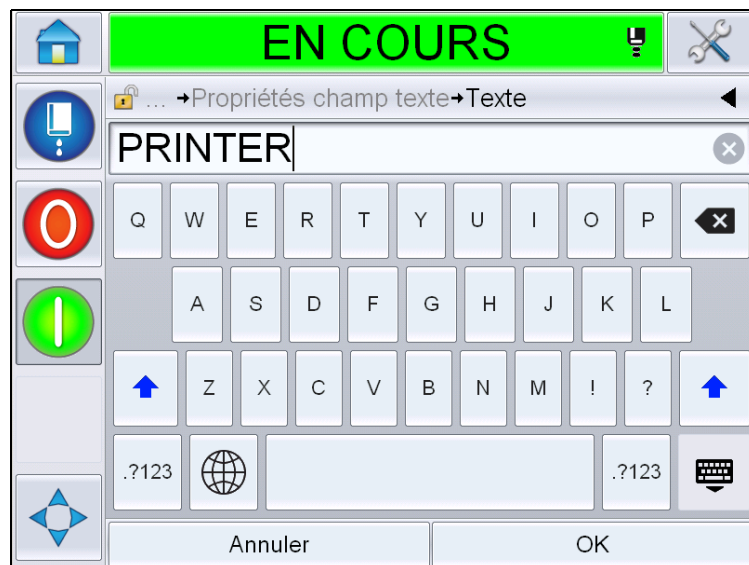 EN COURS
... →Propriétés champ texte→Texte
PRINTER
Q W E R T Y U I O P
A S D F G H J K L
Z X C V B N M ! ?
.?123 .?123
Annuler OK